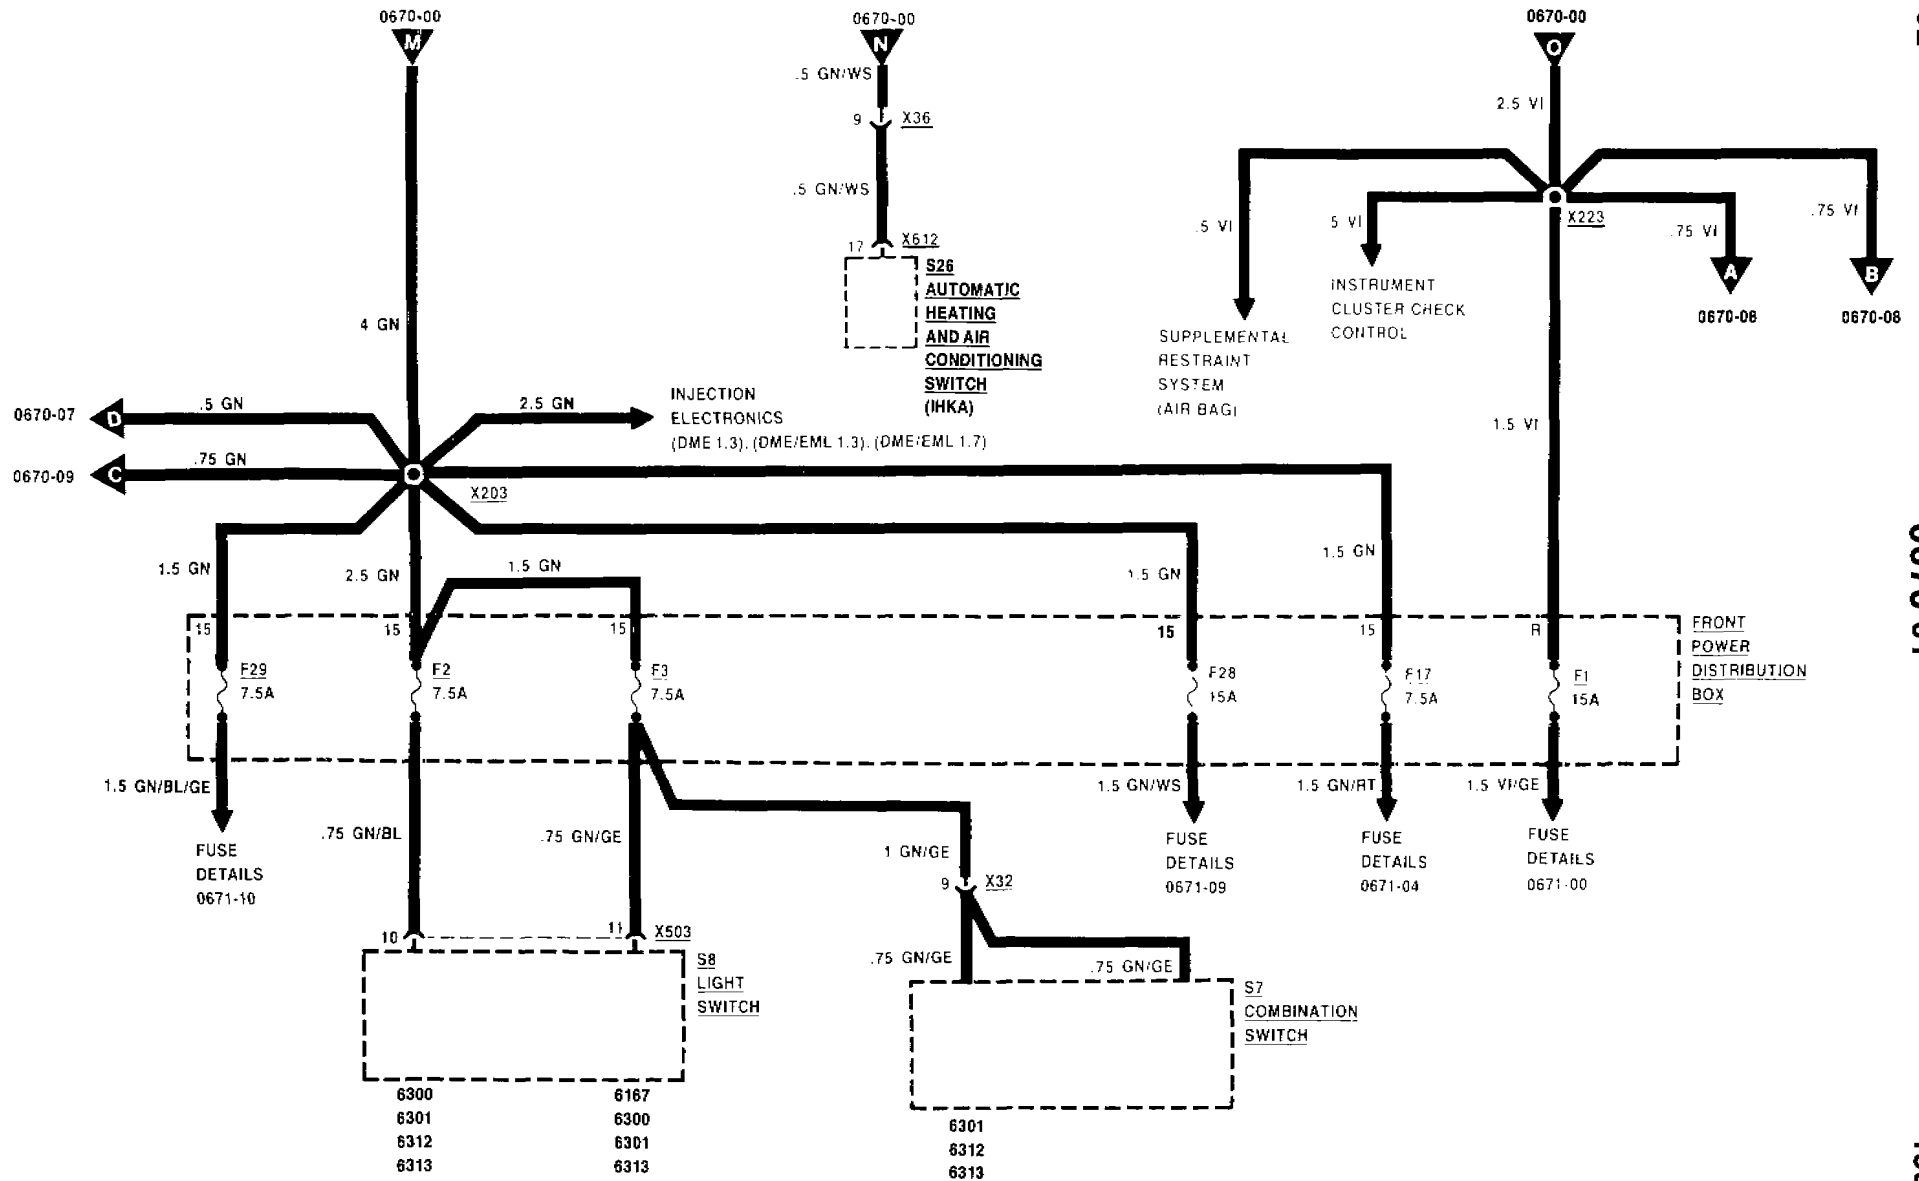 0670-00
M
0670-00
N
0670-00
O
.5 GN/WS
9
X36
.5 GN/WS
17
X612
S26
AUTOMATIC
HEATING
AND AIR
CONDITIONING
SWITCH
(IHKA)
2.5 VI
X223
.5 VI
5 VI
.75 VI
.75 VI
A
B
0670-06
0670-08
INSTRUMENT
CLUSTER CHECK
CONTROL
SUPPLEMENTAL
RESTRAINT
SYSTEM
(AIR BAG)
4 GN
0670-07
D
.5 GN
2.5 GN
INJECTION
ELECTRONICS
(DME 1.3), (DME/EML 1.3), (DME/EML 1.7)
0670-09
C
.75 GN
X203
1.5 VI
1.5 GN
2.5 GN
1.5 GN
1.5 GN
1.5 GN
15
15
15
15
15
R
FRONT
POWER
DISTRIBUTION
BOX
F29
7.5A
F2
7.5A
F3
7.5A
F28
15A
F17
7.5A
F1
15A
1.5 GN/BL/GE
.75 GN/BL
.75 GN/GE
1 GN/GE
1.5 GN/WS
1.5 GN/RT
1.5 VI/GE
FUSE
DETAILS
0671-10
FUSE
DETAILS
0671-09
FUSE
DETAILS
0671-04
FUSE
DETAILS
0671-00
9
X32
10
11
X503
.75 GN/GE
.75 GN/GE
S8
LIGHT
SWITCH
S7
COMBINATION
SWITCH
6300
6301
6312
6313
6167
6300
6301
6313
6301
6312
6313